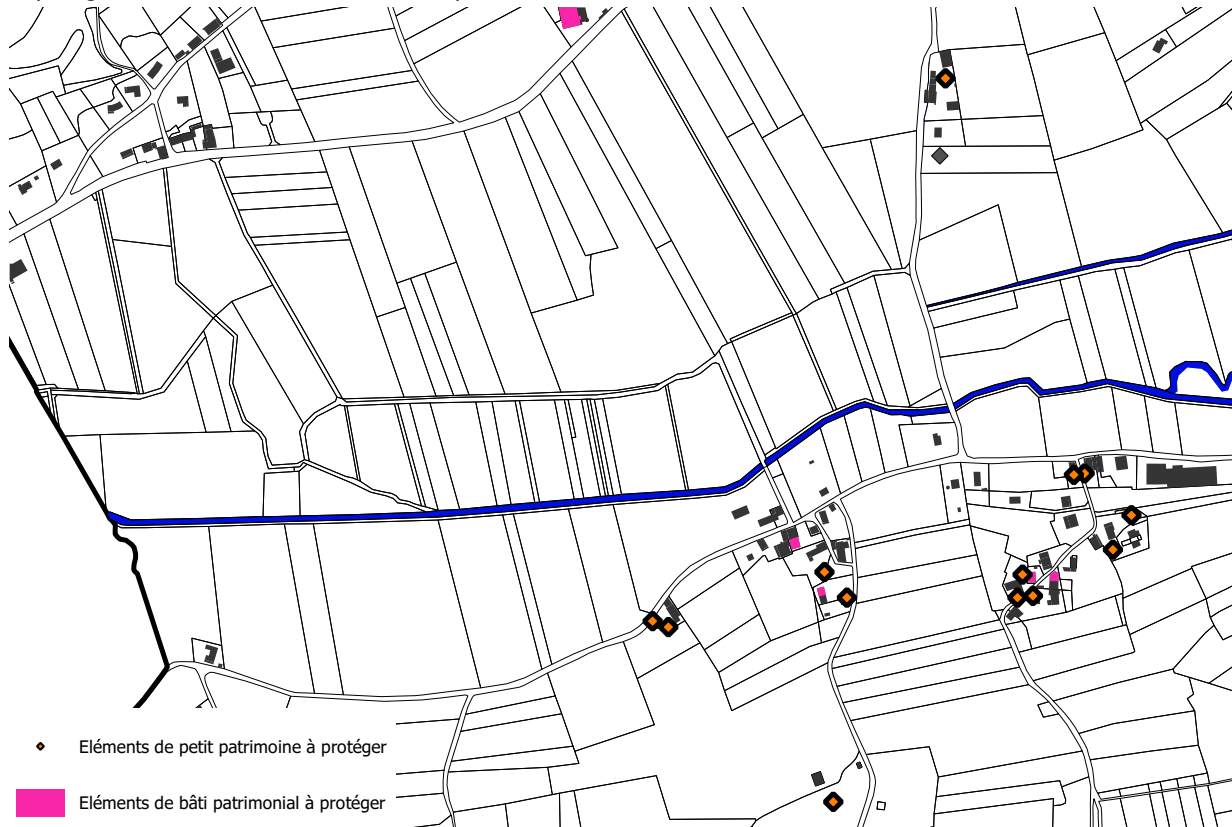 Eléments de petit patrimoine à protéger
Eléments de bâti patrimonial à protéger